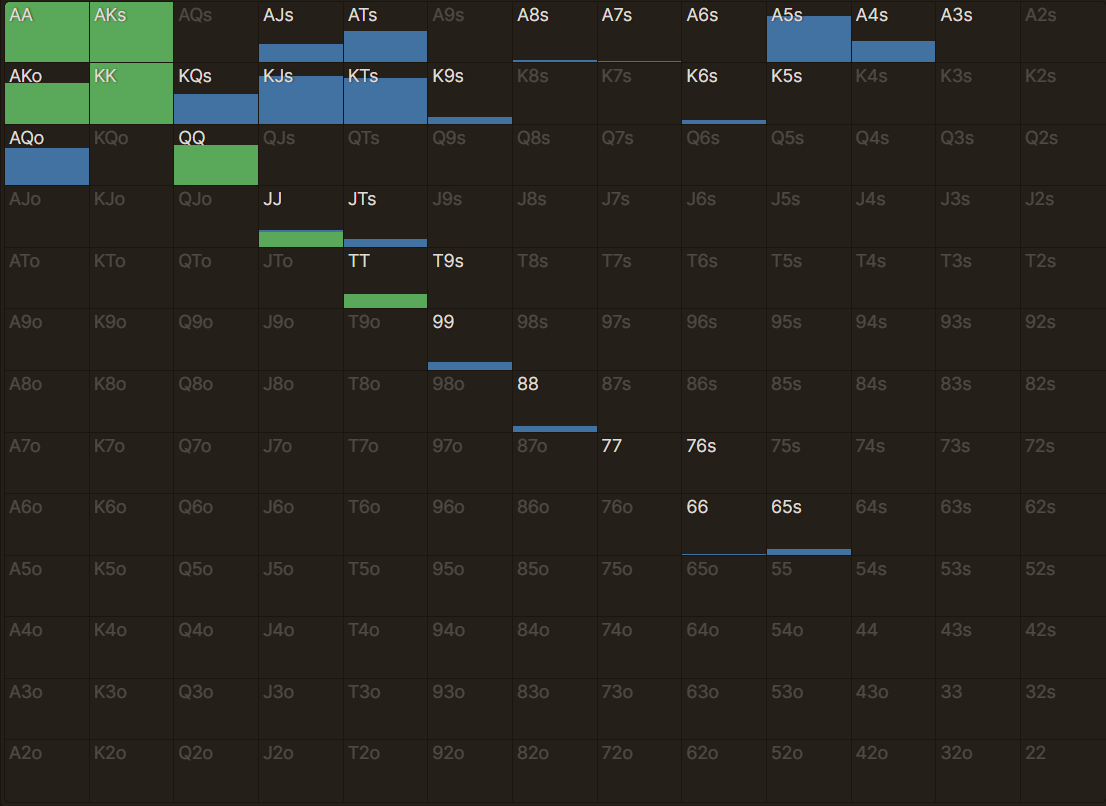 AA AKs AQs AJs ATs A9s A8s A7s A6s A5s A4s A3s A2s
AKo KK KQs KJs KTs K9s K8s K7s K6s K5s K4s K3s K2s
AQo KQo QQ QJs QTs Q9s Q8s Q7s Q6s Q5s Q4s Q3s Q2s
AJo KJo QJo JJ JTs J9s J8s J7s J6s J5s J4s J3s J2s
ATo KTo QTo JTo TT T9s T8s T7s T6s T5s T4s T3s T2s
A9o K9o Q9o J9o T9o 99 98s 97s 96s 95s 94s 93s 92s
A8o K8o Q8o J8o T8o 98o 88 87s 86s 85s 84s 83s 82s
A7o K7o Q7o J7o T7o 97o 87o 77 76s 75s 74s 73s 72s
A6o K6o Q6o J6o T6o 96o 86o 76o 66 65s 64s 63s 62s
A5o K5o Q5o J5o T5o 95o 85o 75o 65o 55 54s 53s 52s
A4o K4o Q4o J4o T4o 94o 84o 74o 64o 54o 44 43s 42s
A3o K3o Q3o J3o T3o 93o 83o 73o 63o 53o 43o 33 32s
A2o K2o Q2o J2o T2o 92o 82o 72o 62o 52o 42o 32o 22